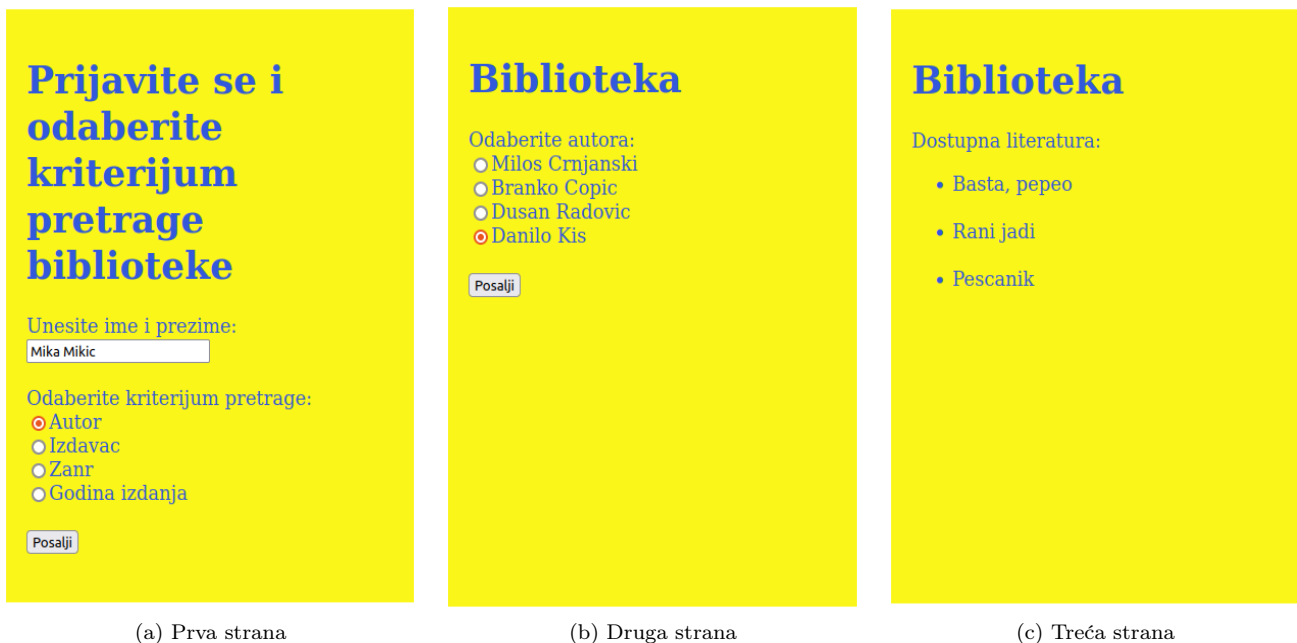 Prijavite se i
odaberite
kriterijum
pretrage
biblioteke
Unesite ime i prezime:
Mika Mikic
Odaberite kriterijum pretrage:
Autor
Izdavac
Zanr
Godina izdanja
Posalji
(a) Prva strana
Biblioteka
Odaberite autora:
Milos Crnjanski
Branko Copic
Dusan Radovic
Danilo Kis
Posalji
(b) Druga strana
Biblioteka
Dostupna literatura:
• Basta, pepeo
• Rani jadi
• Pescanik
(c) Treća strana